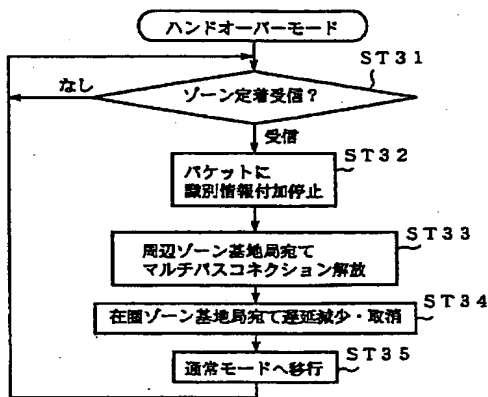 ハンドオーバーモード
ST31
ゾーン定着受信？
なし
受信
ST32
パケットに
識別情報付加停止
ST33
周辺ゾーン基地局宛て
マルチパスコネクション解放
ST34
在圏ゾーン基地局宛て遅延減少・取消
ST35
通常モードへ移行